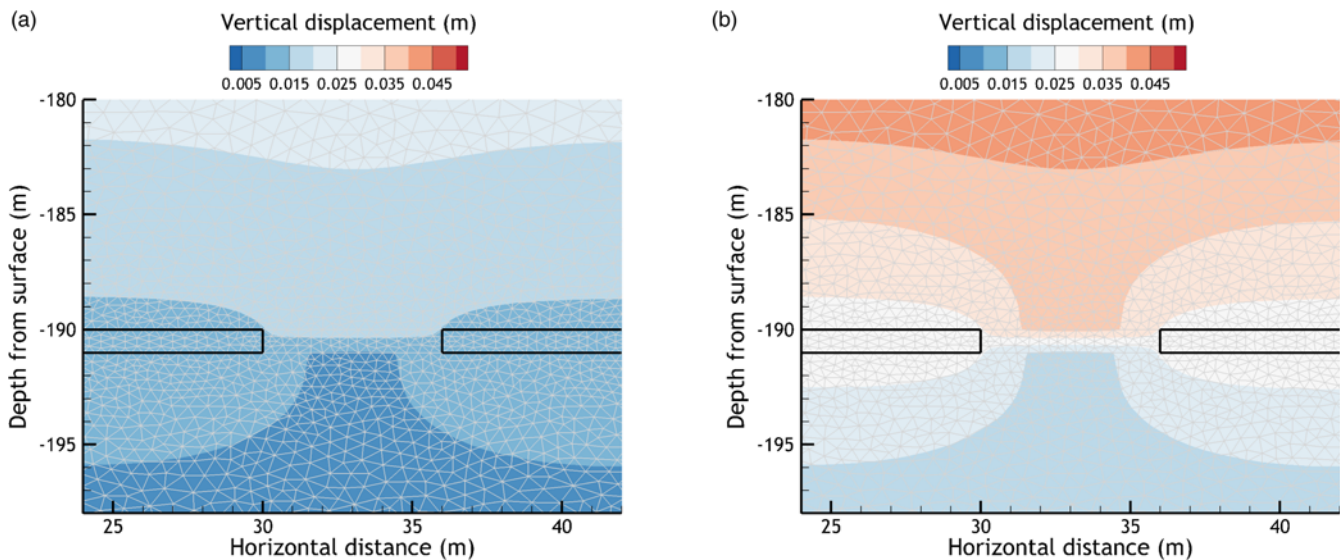 (a)
Vertical displacement (m)
0.005 0.015 0.025 0.035 0.045
-180
-185
-190
-195
Depth from surface (m)
25 30 35 40
Horizontal distance (m)
(b)
Vertical displacement (m)
0.005 0.015 0.025 0.035 0.045
-180
-185
-190
-195
Depth from surface (m)
25 30 35 40
Horizontal distance (m)